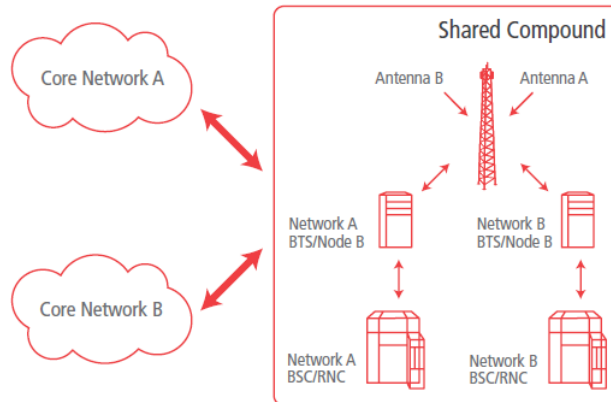 Shared Compound
Core Network A
Antenna B
Antenna A
Network A
BTS/Node B
Network B
BTS/Node B
Core Network B
Network A
BSC/RNC
Network B
BSC/RNC